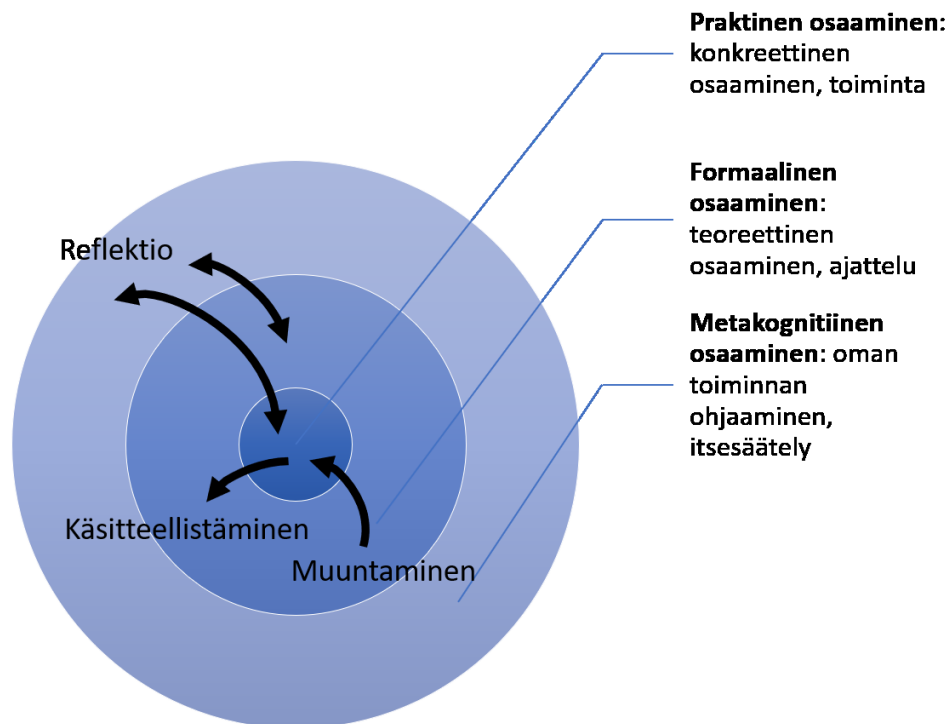 Praktinen osaaminen:
konkreettinen
osaaminen, toiminta
Formaalinen
osaaminen:
teoreettinen
osaaminen, ajattelu
Metakognitiinen
osaaminen: oman
toiminnan
ohjaaminen,
itsesäätely
Reflektio
Käsitteellistäminen
Muuntaminen